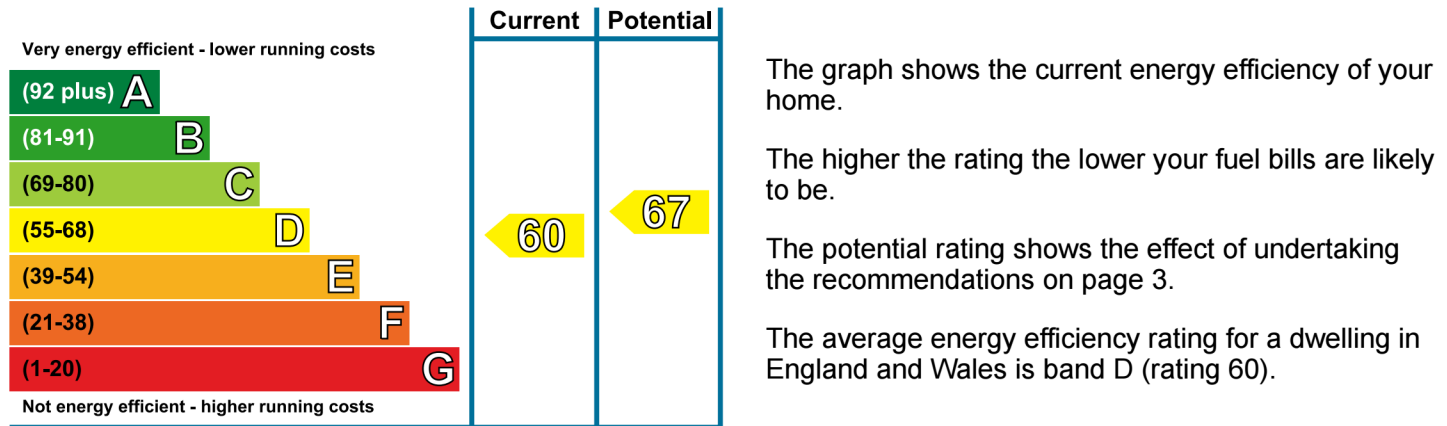 Current Potential
Very energy efficient - lower running costs
(92 plus) A
(81-91) B
(69-80) C
(55-68) D
(39-54) E
(21-38) F
(1-20) G
Not energy efficient - higher running costs
60
67
The graph shows the current energy efficiency of your
home.
The higher the rating the lower your fuel bills are likely
to be.
The potential rating shows the effect of undertaking
the recommendations on page 3.
The average energy efficiency rating for a dwelling in
England and Wales is band D (rating 60).